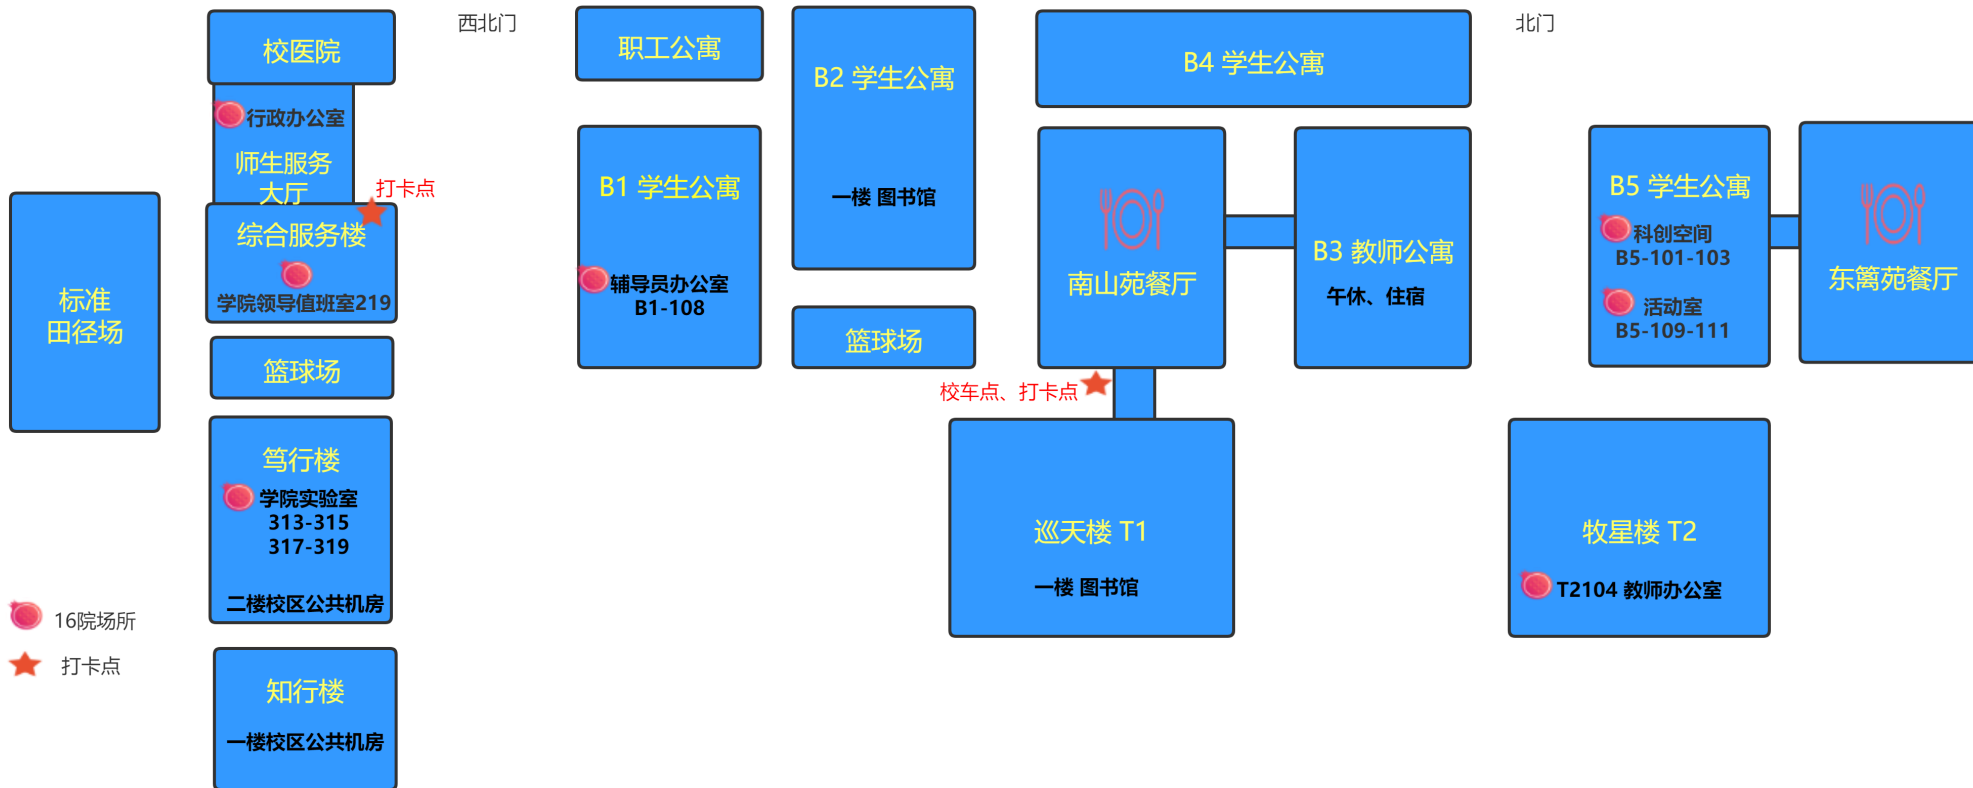 校医院
西北门
职工公寓
B2 学生公寓
B4 学生公寓
北门
行政办公室
师生服务
大厅
打卡点
综合服务楼
学院领导值班室219
标准
田径场
篮球场
B1 学生公寓
辅导员办公室
B1-108
一楼 图书馆
篮球场
南山苑餐厅
B3 教师公寓
午休、住宿
B5 学生公寓
科创空间
B5-101-103
活动室
B5-109-111
东篱苑餐厅
校车点、打卡点
笃行楼
学院实验室
313-315
317-319
二楼校区公共机房
巡天楼 T1
一楼 图书馆
牧星楼 T2
T2104 教师办公室
16院场所
打卡点
知行楼
一楼校区公共机房